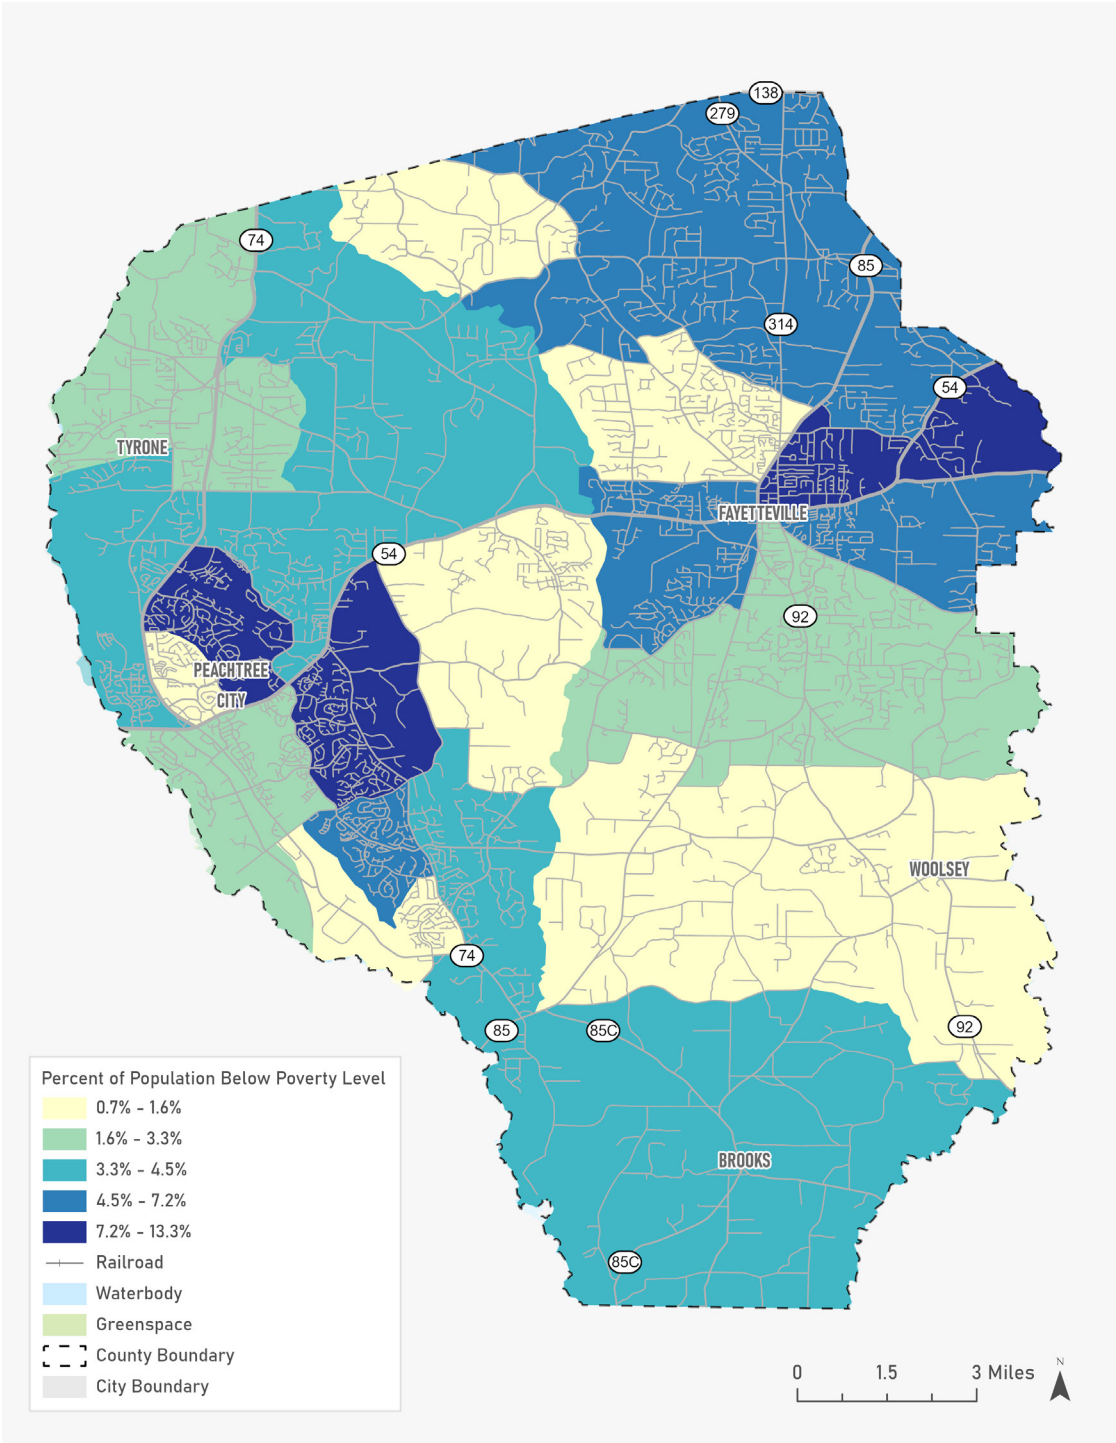 138
279
74
85
314
54
TYRONE
FAYETTEVILLE
54
92
PEACHTREE
CITY
WOOLSEY
74
92
85
85C
BROOKS
85C
Percent of Population Below Poverty Level
0.7% - 1.6%
1.6% - 3.3%
3.3% - 4.5%
4.5% - 7.2%
7.2% - 13.3%
Railroad
Waterbody
Greenspace
County Boundary
City Boundary
0 1.5 3 Miles
N